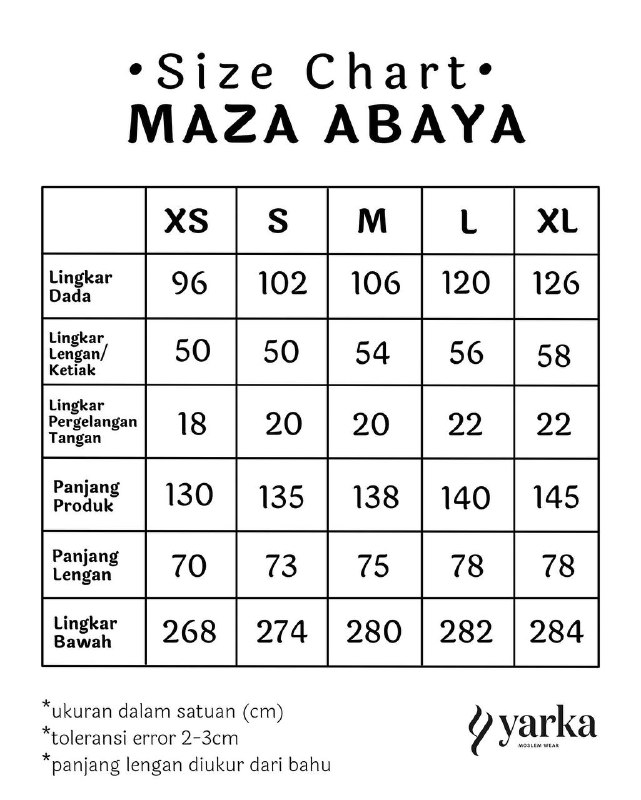 •Size Chart•
MAZA ABAYA
XS S M L XL
Lingkar
Dada
96 102 106 120 126
Lingkar
Lengan/
Ketiak
50 50 54 56 58
Lingkar
Pergelangan
Tangan
18 20 20 22 22
Panjang
Produk
130 135 138 140 145
Panjang
Lengan
70 73 75 78 78
Lingkar
Bawah
268 274 280 282 284
*ukuran dalam satuan (cm)
*toleransi error 2-3cm
*panjang lengan diukur dari bahu
yarka
MOSLEM WEAR